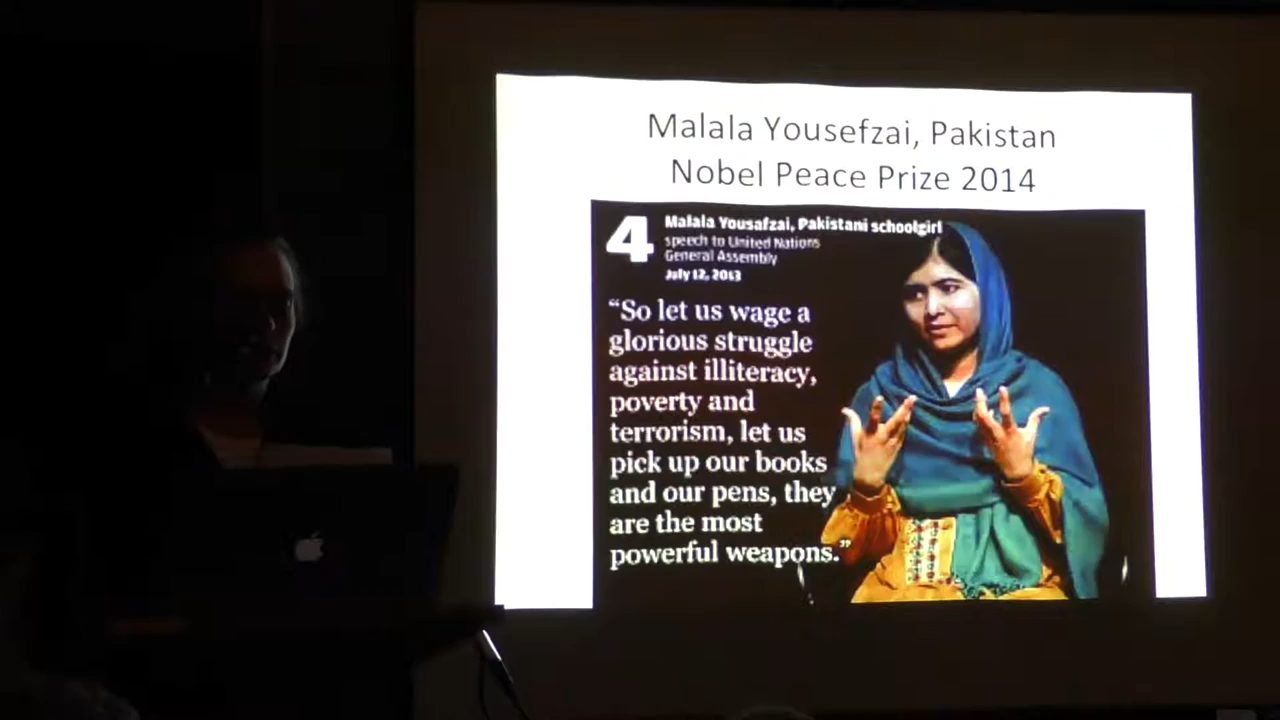 Malala Yousefzai, Pakistan
Nobel Peace Prize 2014
4
Malala Yousafzai, Pakistani schoolgirl
speech to United Nations
General Assembly
July 12, 2013
“So let us wage a
glorious struggle
against illiteracy,
poverty and
terrorism, let us
pick up our books
and our pens, they
are the most
powerful weapons.”